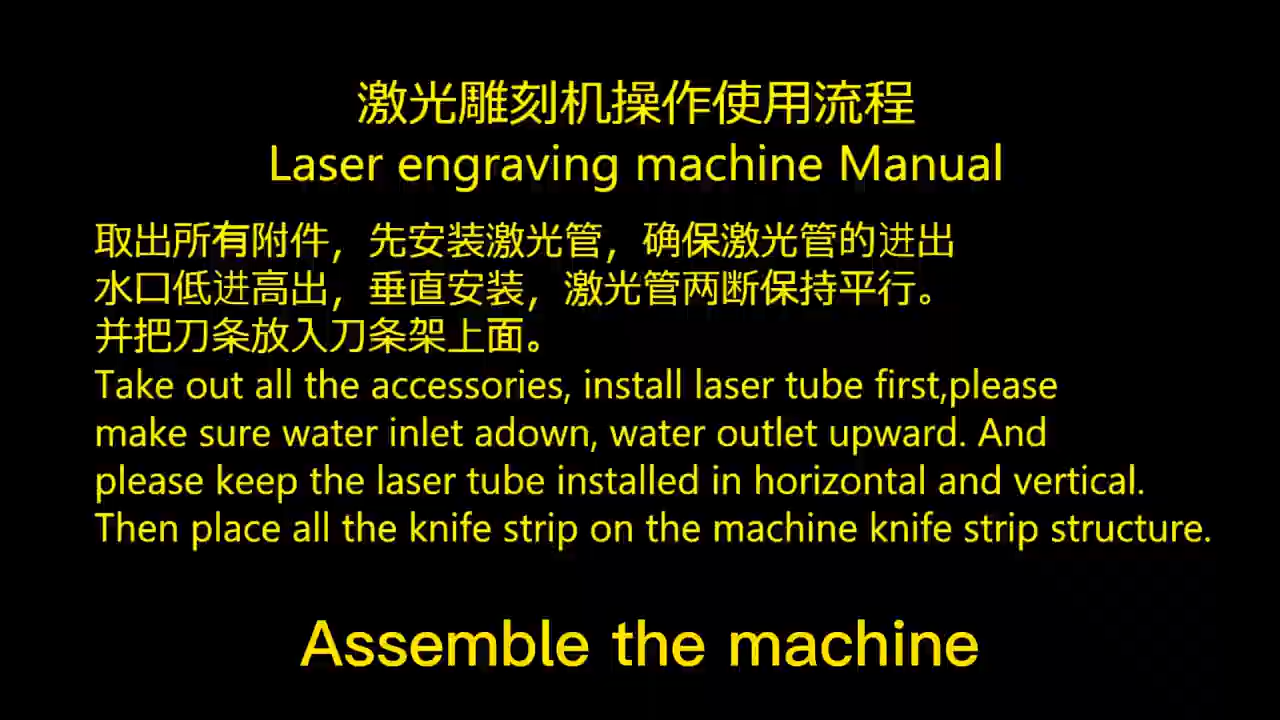 激光雕刻机操作使用流程
Laser engraving machine Manual
取出所有附件，先安装激光管，确保激光管的进出
水口低进高出，垂直安装，激光管两断保持平行。
并把刀条放入刀条架上面。
Take out all the accessories, install laser tube first,please
make sure water inlet adown, water outlet upward. And
please keep the laser tube installed in horizontal and vertical.
Then place all the knife strip on the machine knife strip structure.
Assemble the machine